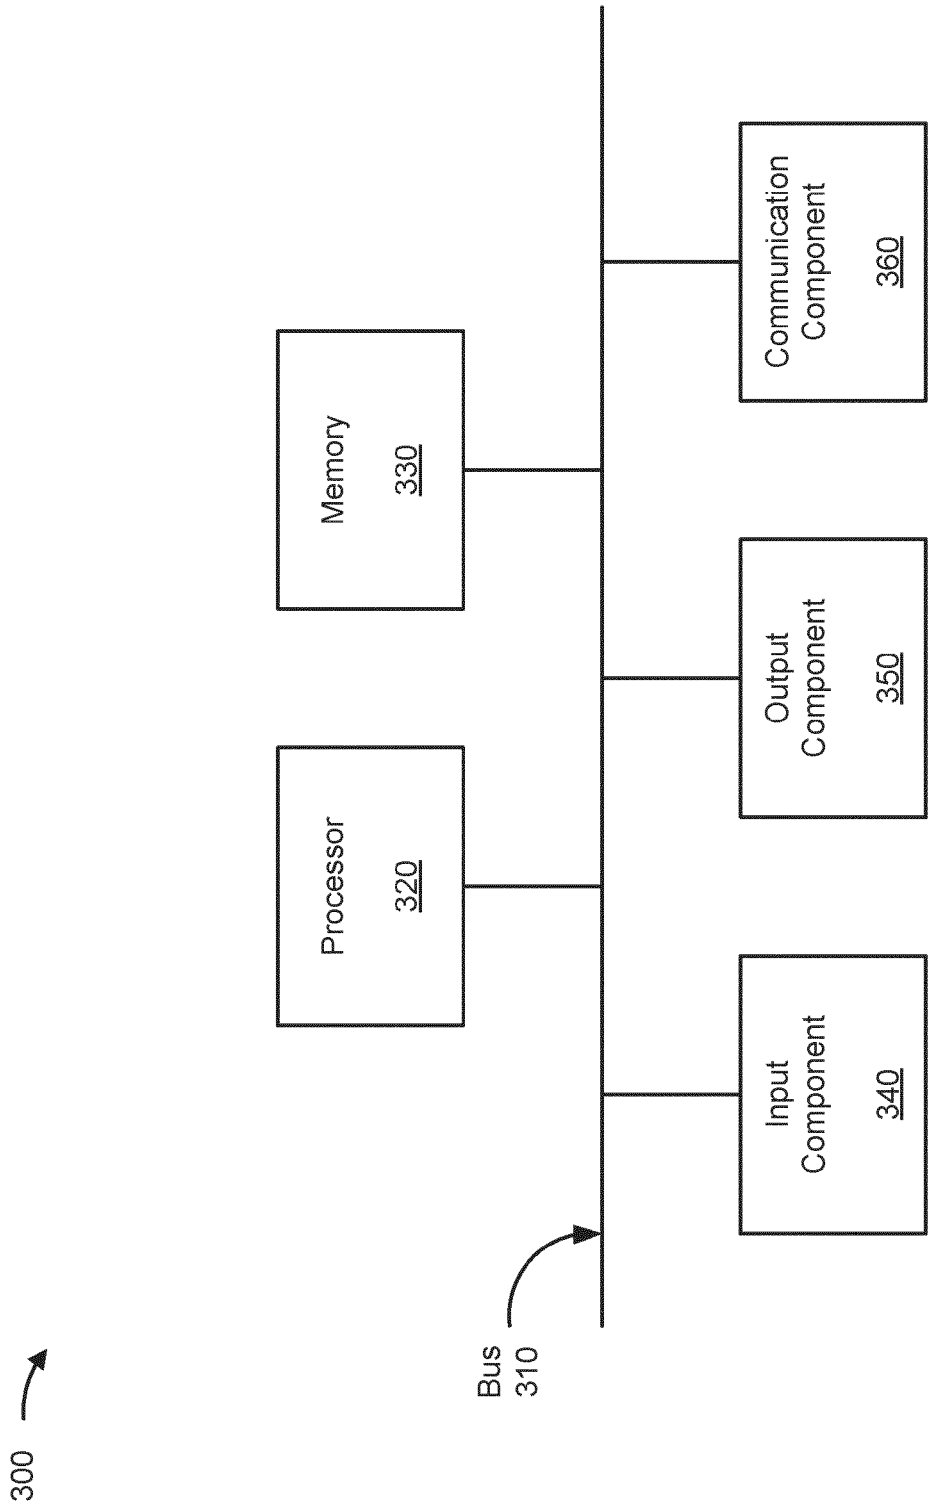 300
Bus
310
Processor
320
Memory
330
Input
Component
340
Output
Component
350
Communication
Component
360